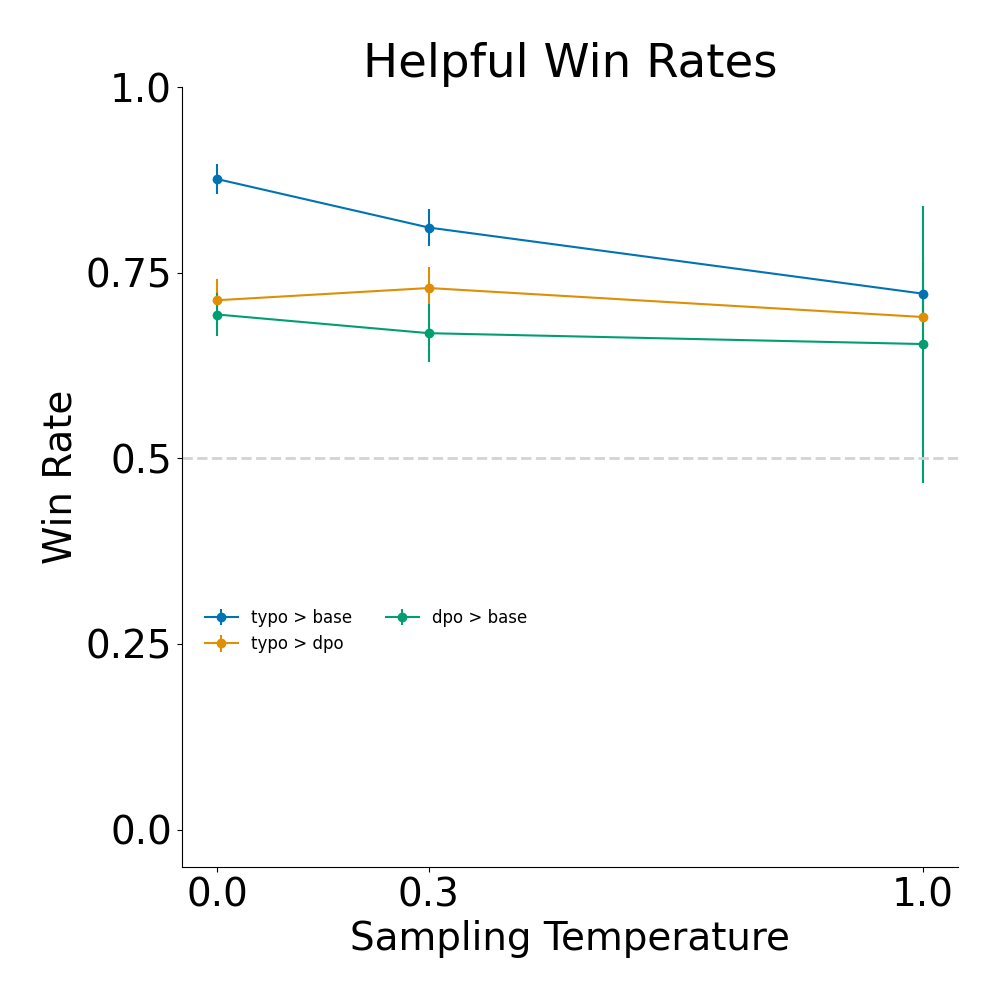 Helpful Win Rates
1.0
0.75
0.5
0.25
0.0
Win Rate
typo > base
typo > dpo
dpo > base
0.0 0.3 1.0
Sampling Temperature